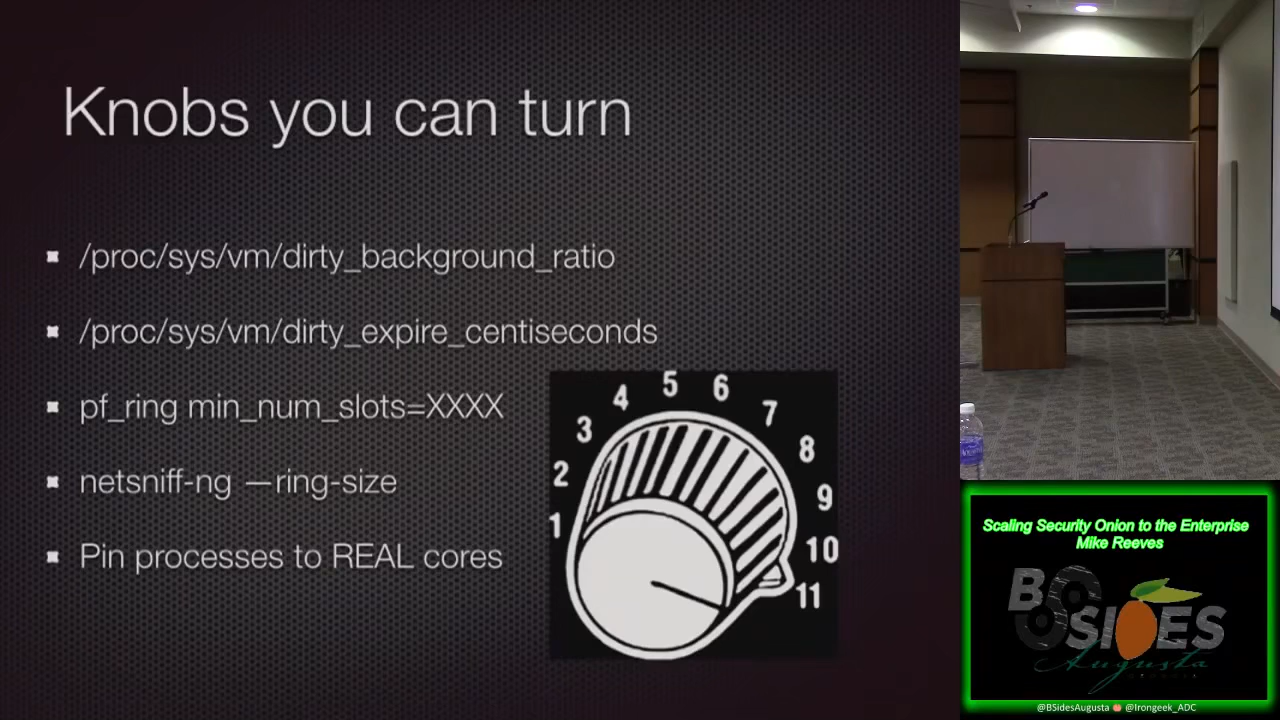 Knobs you can turn
/proc/sys/vm/dirty_background_ratio
/proc/sys/vm/dirty_expire_centiseconds
pf_ring min_num_slots=XXXX
netsniff-ng —ring-size
Pin processes to REAL cores
1
2
3
4
5
6
7
8
9
10
11
Scaling Security Onion to the Enterprise
Mike Reeves
BSIDES
Augusta
@BSidesAugusta @Irongeek_ADC